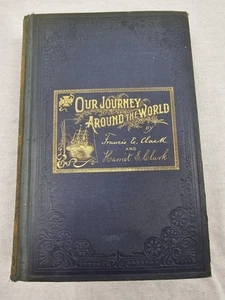 OUR JOURNEY
AROUND THE WORLD
BY
Francis E. Clark
AND
Harriet E. Clark